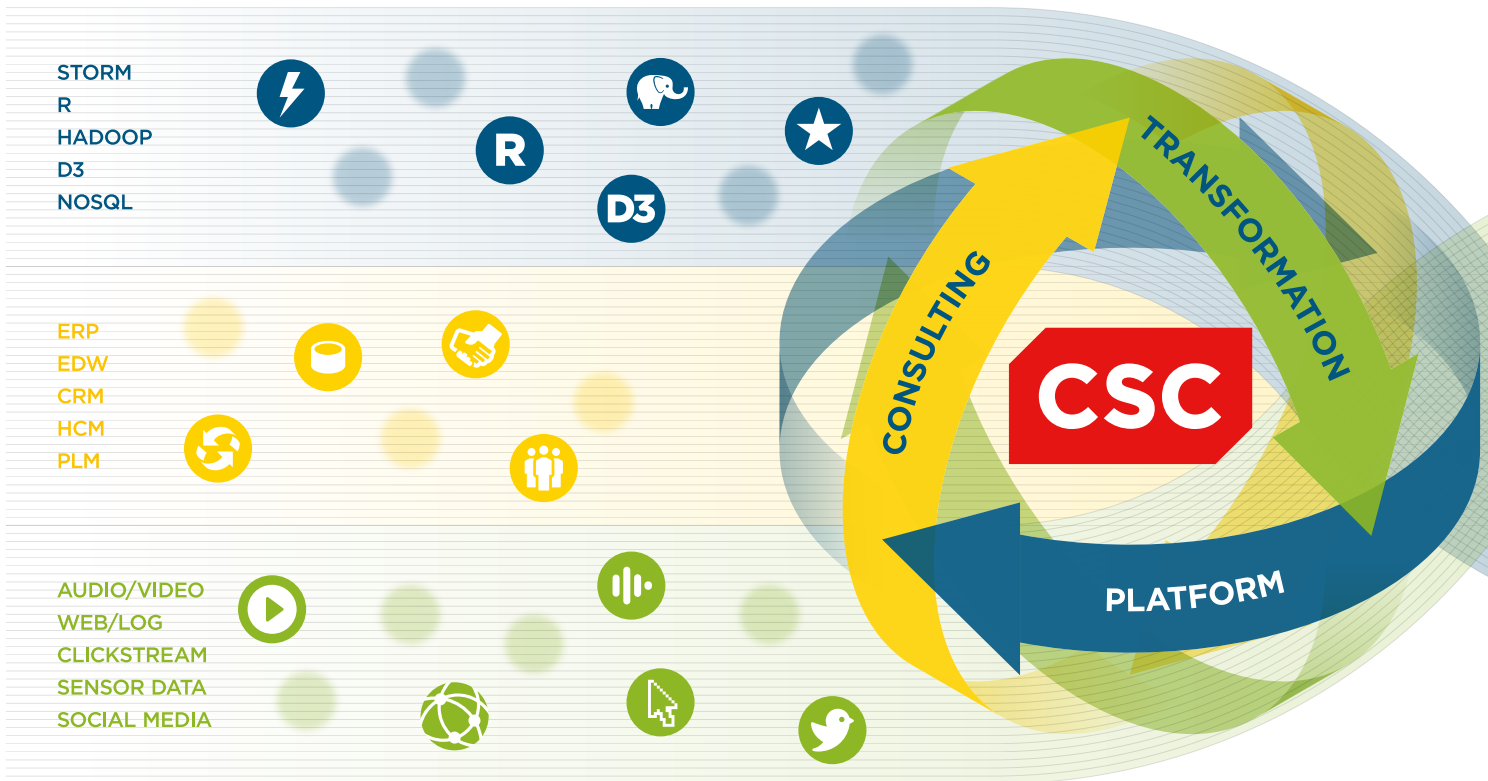 STORM
R
HADOOP
D3
NOSQL
R
D3
ERP
EDW
CRM
HCM
PLM
AUDIO/VIDEO
WEB/LOG
CLICKSTREAM
SENSOR DATA
SOCIAL MEDIA
CONSULTING
TRANSFORMATION
CSC
PLATFORM